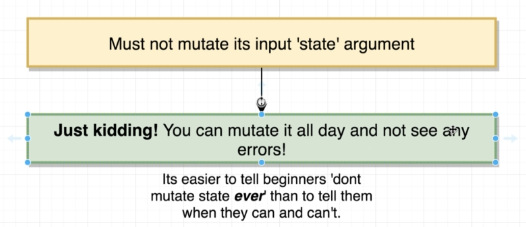 Must not mutate its input 'state' argument
Just kidding! You can mutate it all day and not see any
errors!
Its easier to tell beginners 'dont
mutate state ever' than to tell them
when they can and can't.